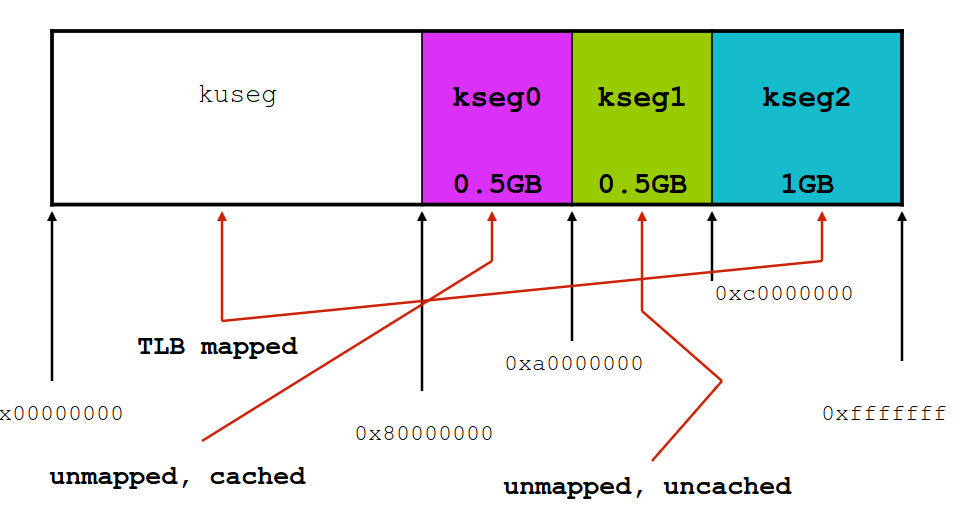 kuseg
kseg0
kseg1
kseg2
0.5GB
0.5GB
1GB
0xc0000000
TLB mapped
0xa0000000
x00000000
0x80000000
0xfffffff
unmapped, cached
unmapped, uncached